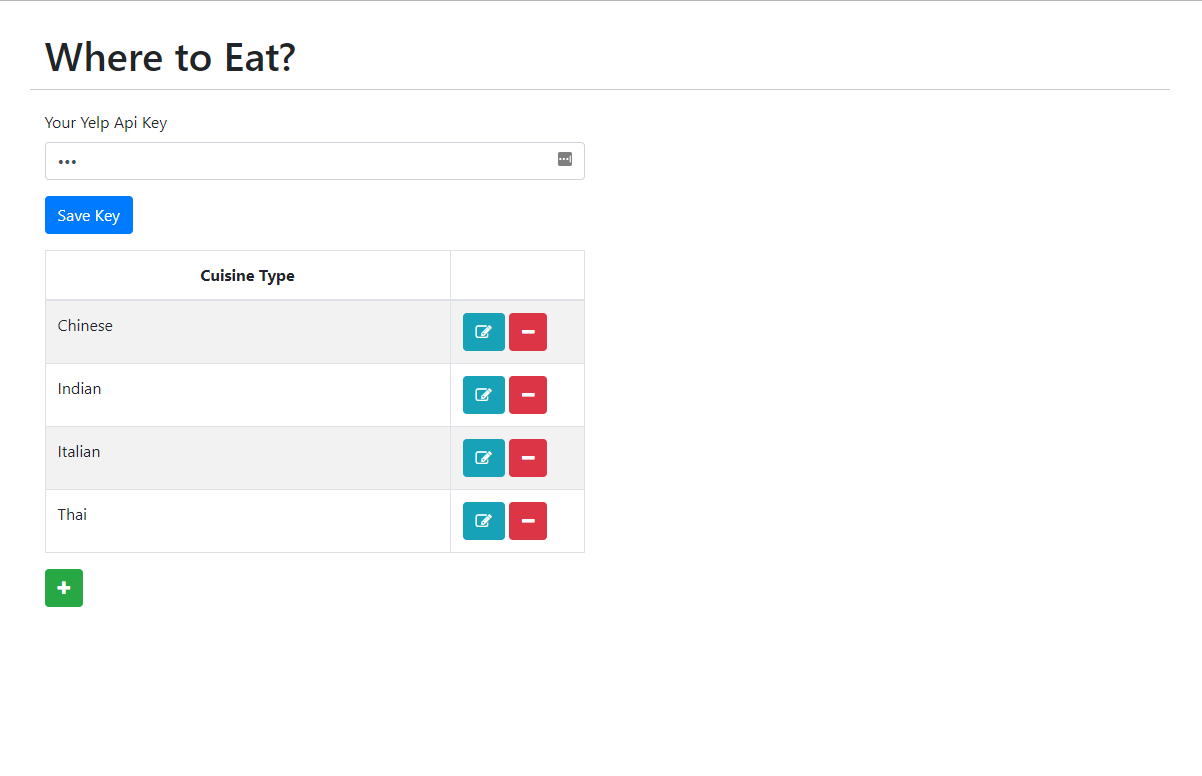 Where to Eat?
Your Yelp Api Key
•••
Save Key
Cuisine Type
Chinese
Indian
Italian
Thai